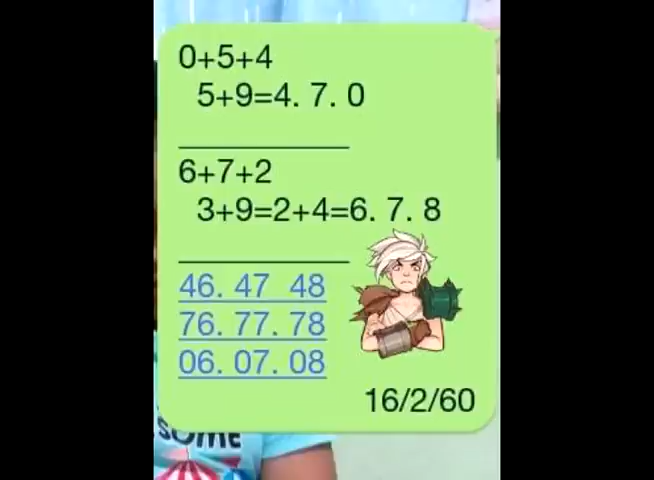 0+5+4
5+9=4. 7. 0
6+7+2
3+9=2+4=6. 7. 8
46. 47  48
76. 77. 78
06. 07. 08
16/2/60
SOME